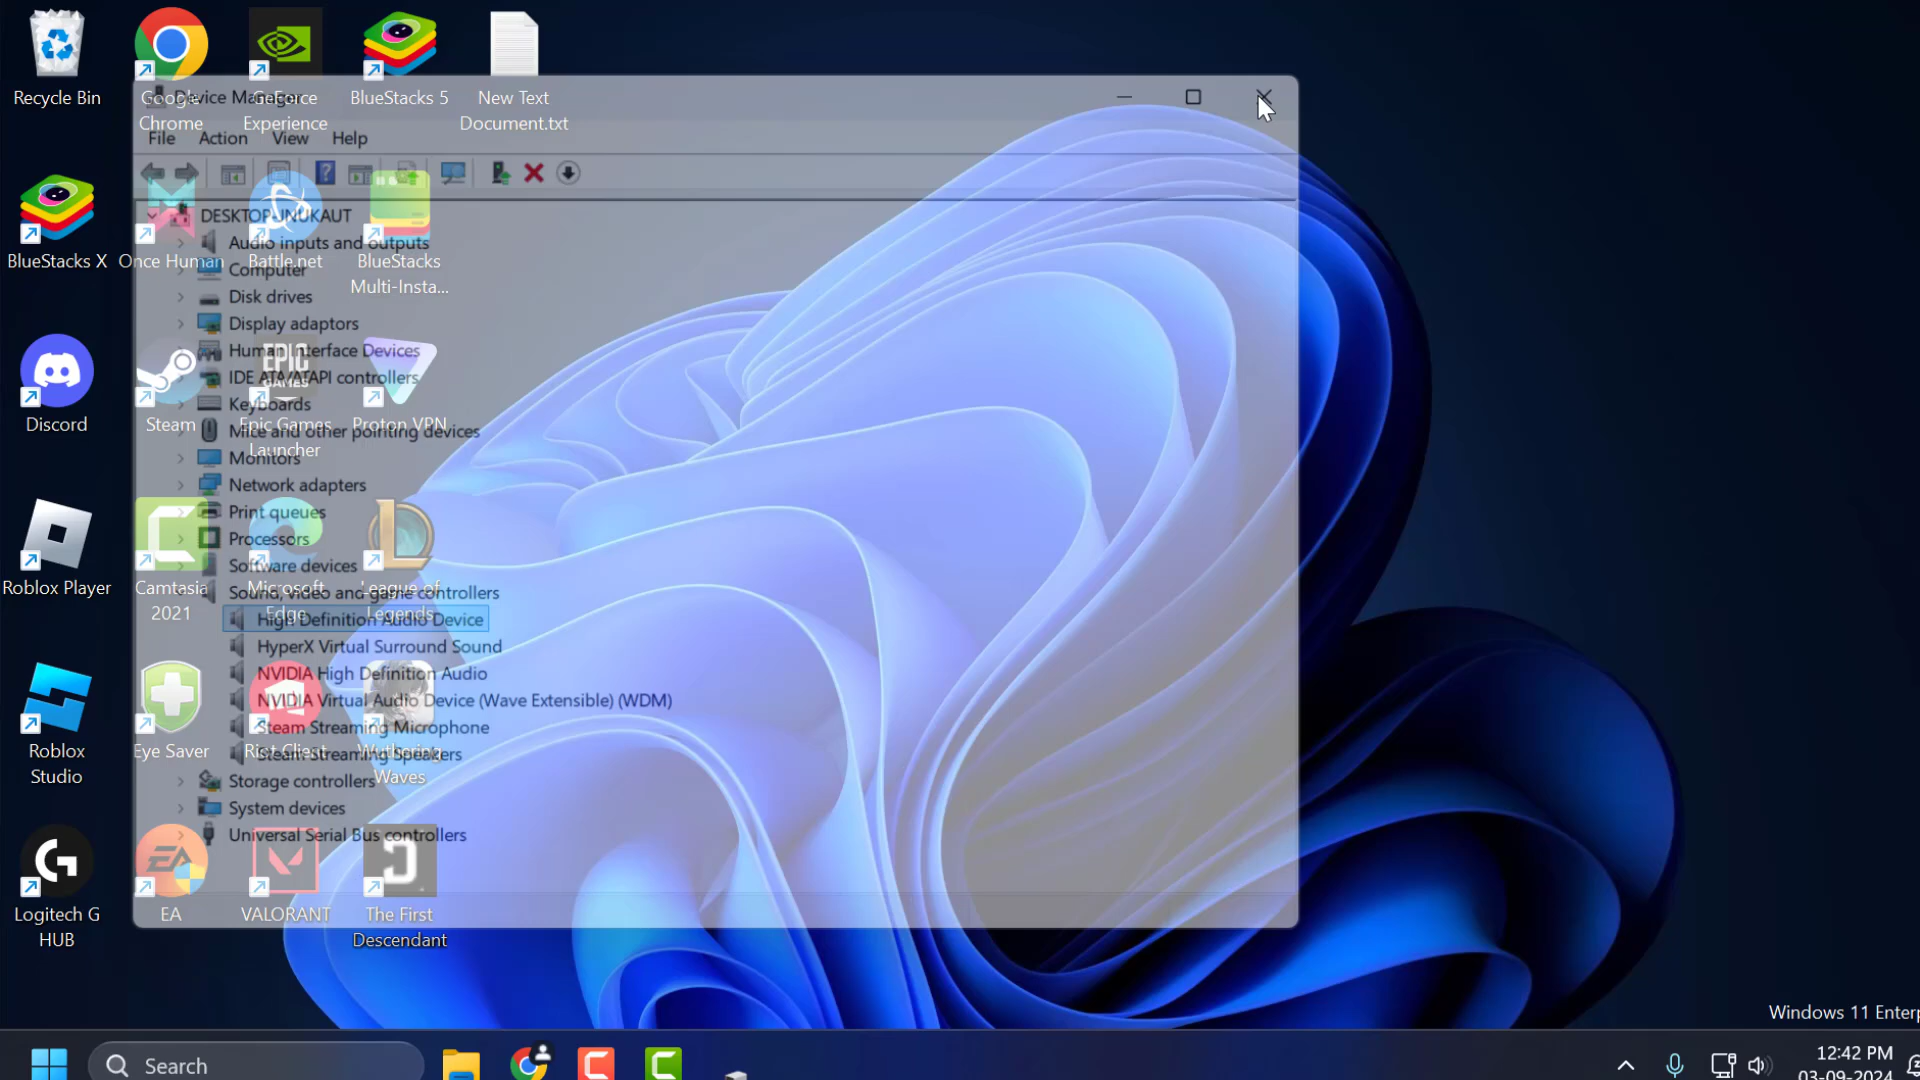 Recycle Bin
Google
Chrome
GeForce
Experience
BlueStacks 5
New Text
Document.txt
BlueStacks X
Once Human
Battle.net
BlueStacks
Multi-Insta...
Discord
Steam
Epic Games
Launcher
Proton VPN
EPIC
GAMES
Roblox Player
Camtasia
2021
Microsoft
Edge
League of
Legends
Roblox
Studio
Eye Saver
Riot Client
Wuthering
Waves
Logitech G
HUB
EA
EA
VALORANT
The First
Descendant
Device Manager
File Action View Help
DESKTOP-JNUKAUT
Audio inputs and outputs
Computer
Disk drives
Display adaptors
Human Interface Devices
IDE ATA/ATAPI controllers
Keyboards
Mice and other pointing devices
Monitors
Network adapters
Print queues
Processors
Software devices
Sound, video and game controllers
High Definition Audio Device
HyperX Virtual Surround Sound
NVIDIA High Definition Audio
NVIDIA Virtual Audio Device (Wave Extensible) (WDM)
Steam Streaming Microphone
Steam Streaming Speakers
Storage controllers
System devices
Universal Serial Bus controllers
Windows 11 Enterp
Search
12:42 PM
03-09-2024